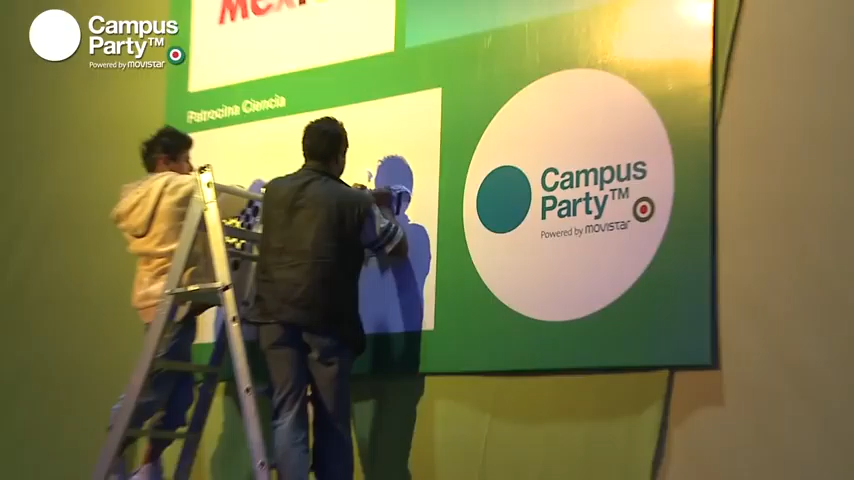 Campus
Party™
Powered by movistar
Patrocina Ciencia
Campus
Party™
Powered by movistar